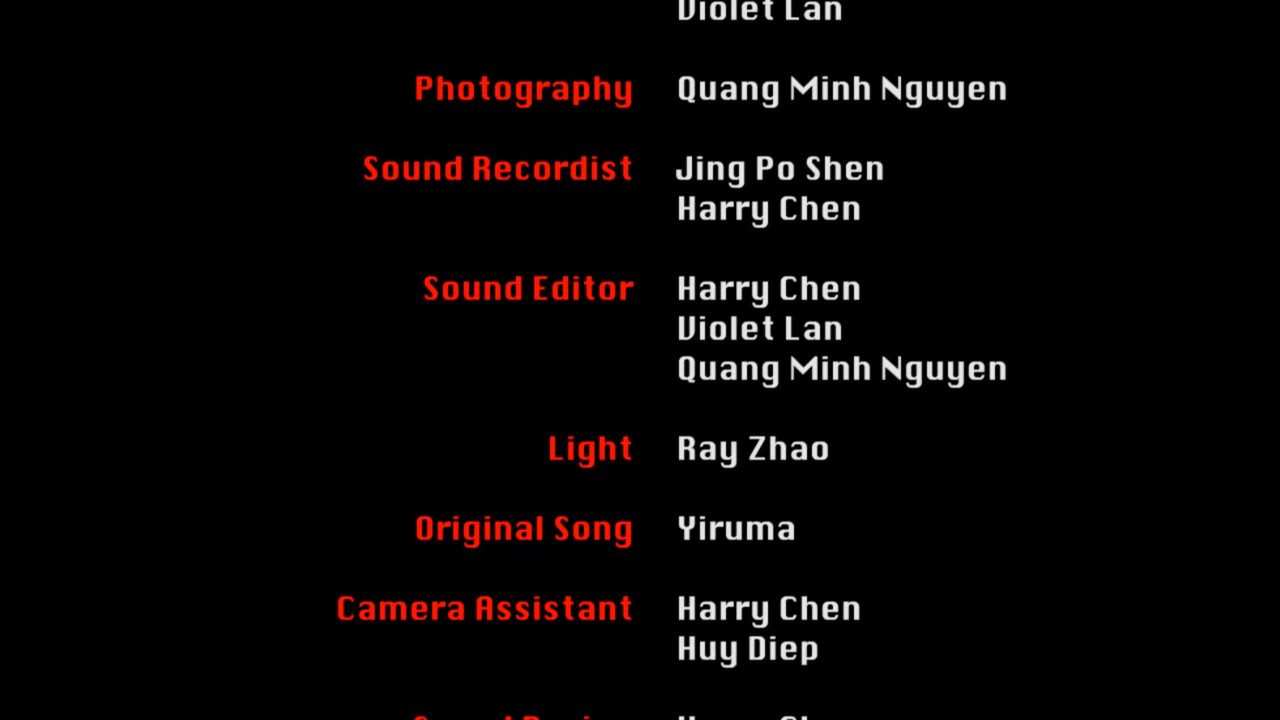 Violet Lan
Photography Quang Minh Nguyen
Sound Recordist Jing Po Shen
Harry Chen
Sound Editor Harry Chen
Violet Lan
Quang Minh Nguyen
Light Ray Zhao
Original Song Yiruma
Camera Assistant Harry Chen
Huy Diep